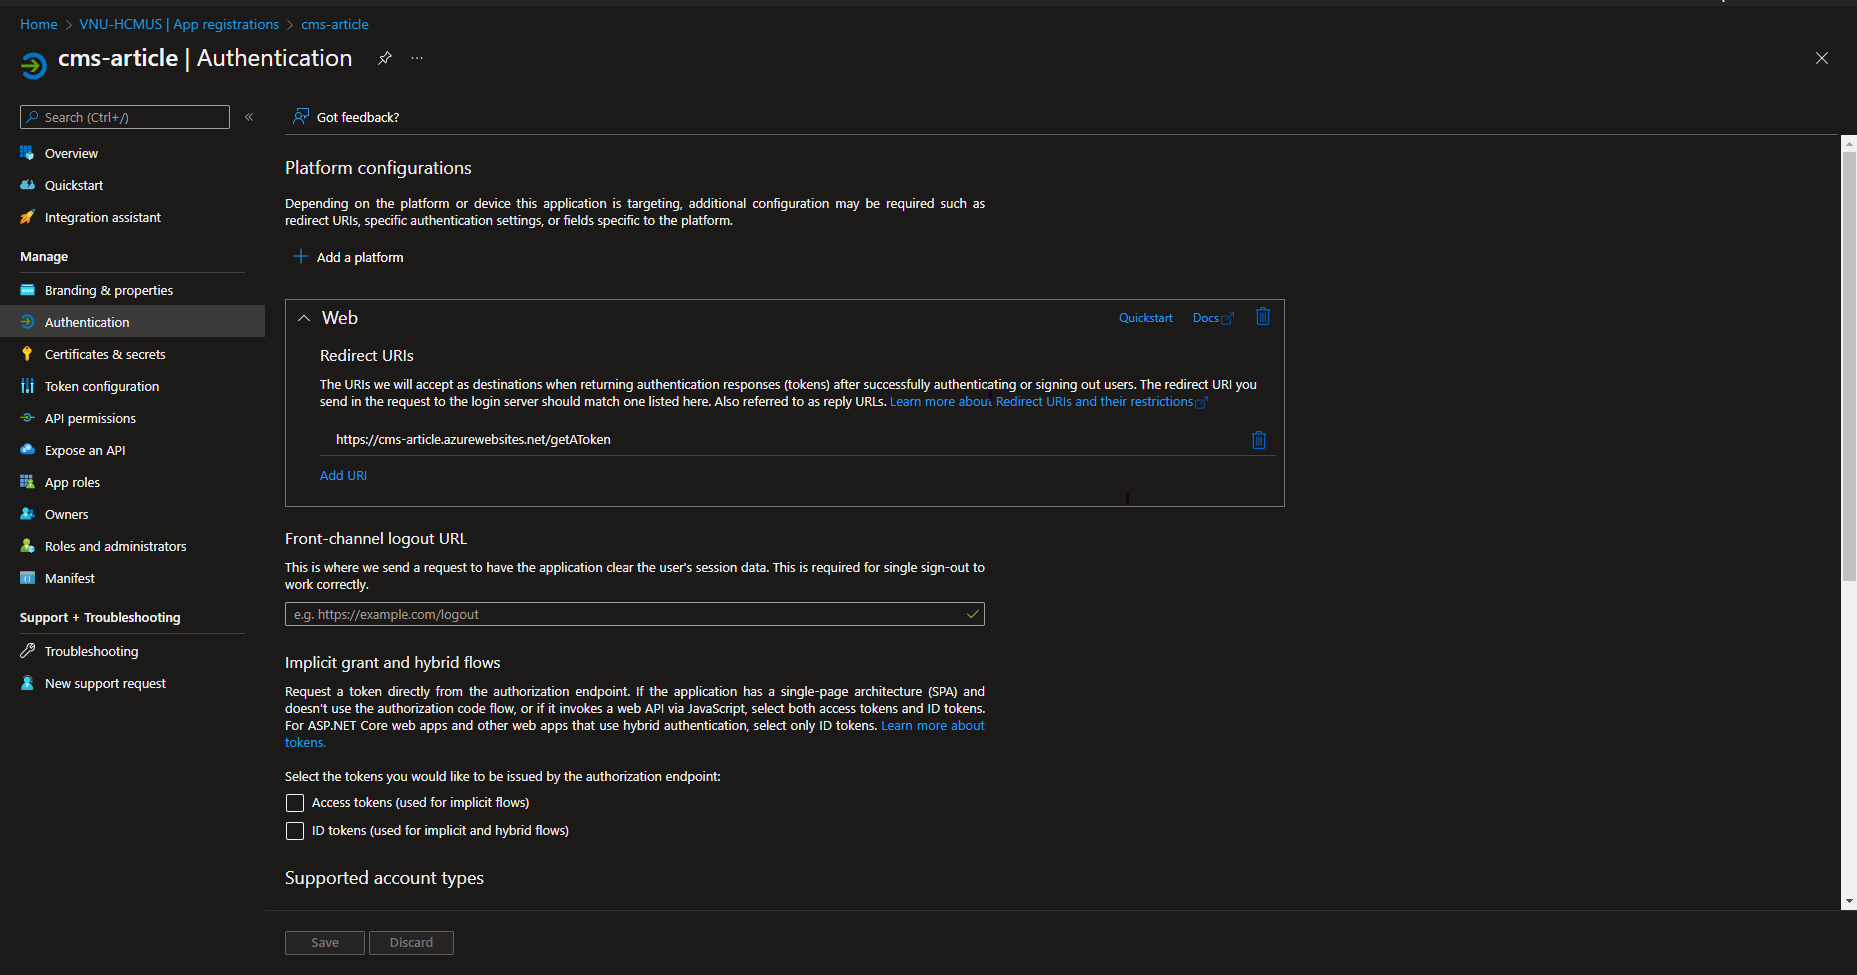 Home > VNU-HCMUS | App registrations > cms-article
cms-article | Authentication
Search (Ctrl+/)
Overview
Quickstart
Integration assistant
Manage
Branding & properties
Authentication
Certificates & secrets
Token configuration
API permissions
Expose an API
App roles
Owners
Roles and administrators
Manifest
Support + Troubleshooting
Troubleshooting
New support request
Got feedback?
Platform configurations
Depending on the platform or device this application is targeting, additional configuration may be required such as
redirect URIs, specific authentication settings, or fields specific to the platform.
Add a platform
Web
Quickstart
Docs
Redirect URIs
The URIs we will accept as destinations when returning authentication responses (tokens) after successfully authenticating or signing out users. The redirect URI you
send in the request to the login server should match one listed here. Also referred to as reply URLs. Learn more about Redirect URIs and their restrictions
https://cms-article.azurewebsites.net/getAToken
Add URI
Front-channel logout URL
This is where we send a request to have the application clear the user's session data. This is required for single sign-out to
work correctly.
e.g. https://example.com/logout
Implicit grant and hybrid flows
Request a token directly from the authorization endpoint. If the application has a single-page architecture (SPA) and
doesn't use the authorization code flow, or if it invokes a web API via JavaScript, select both access tokens and ID tokens.
For ASP.NET Core web apps and other web apps that use hybrid authentication, select only ID tokens. Learn more about
tokens.
Select the tokens you would like to be issued by the authorization endpoint:
Access tokens (used for implicit flows)
ID tokens (used for implicit and hybrid flows)
Supported account types
Save
Discard